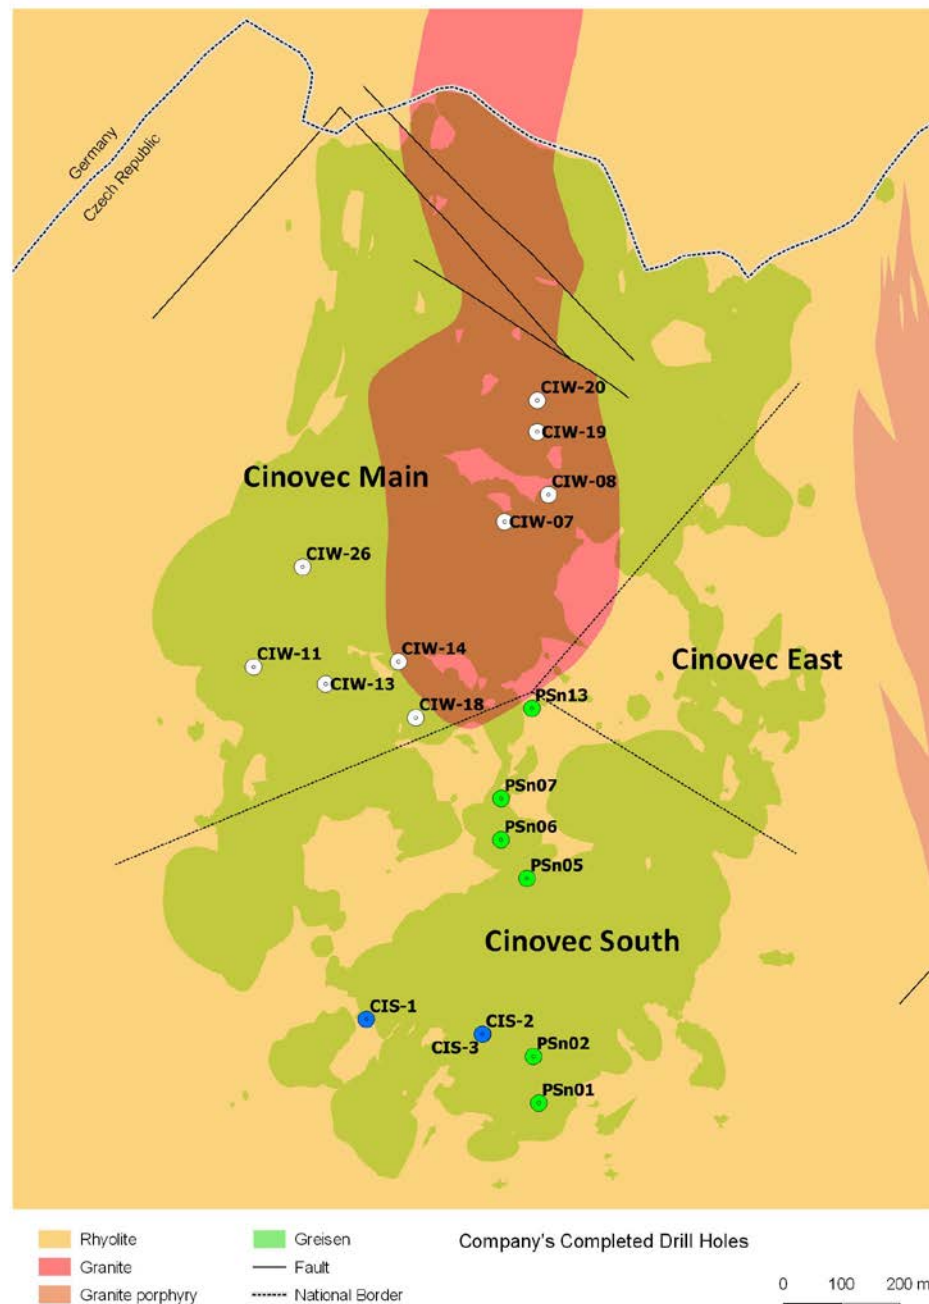 Germany
Czech Republic
CIW-20
CIW-19
Cinovec Main
CIW-08
CIW-07
CIW-26
CIW-14
CIW-11
Cinovec East
CIW-13
PSn13
CIW-18
PSn07
PSn06
PSn05
Cinovec South
CIS-1
CIS-2
CIS-3
PSn02
PSn01
Rhyolite
Greisen
Company's Completed Drill Holes
Granite
Fault
Granite porphyry
National Border
0 100 200 m